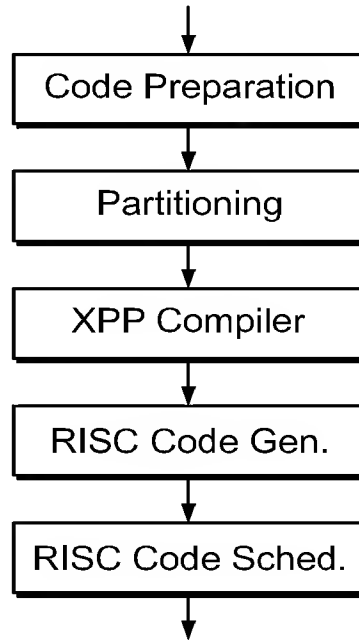 Code Preparation
Partitioning
XPP Compiler
RISC Code Gen.
RISC Code Sched.